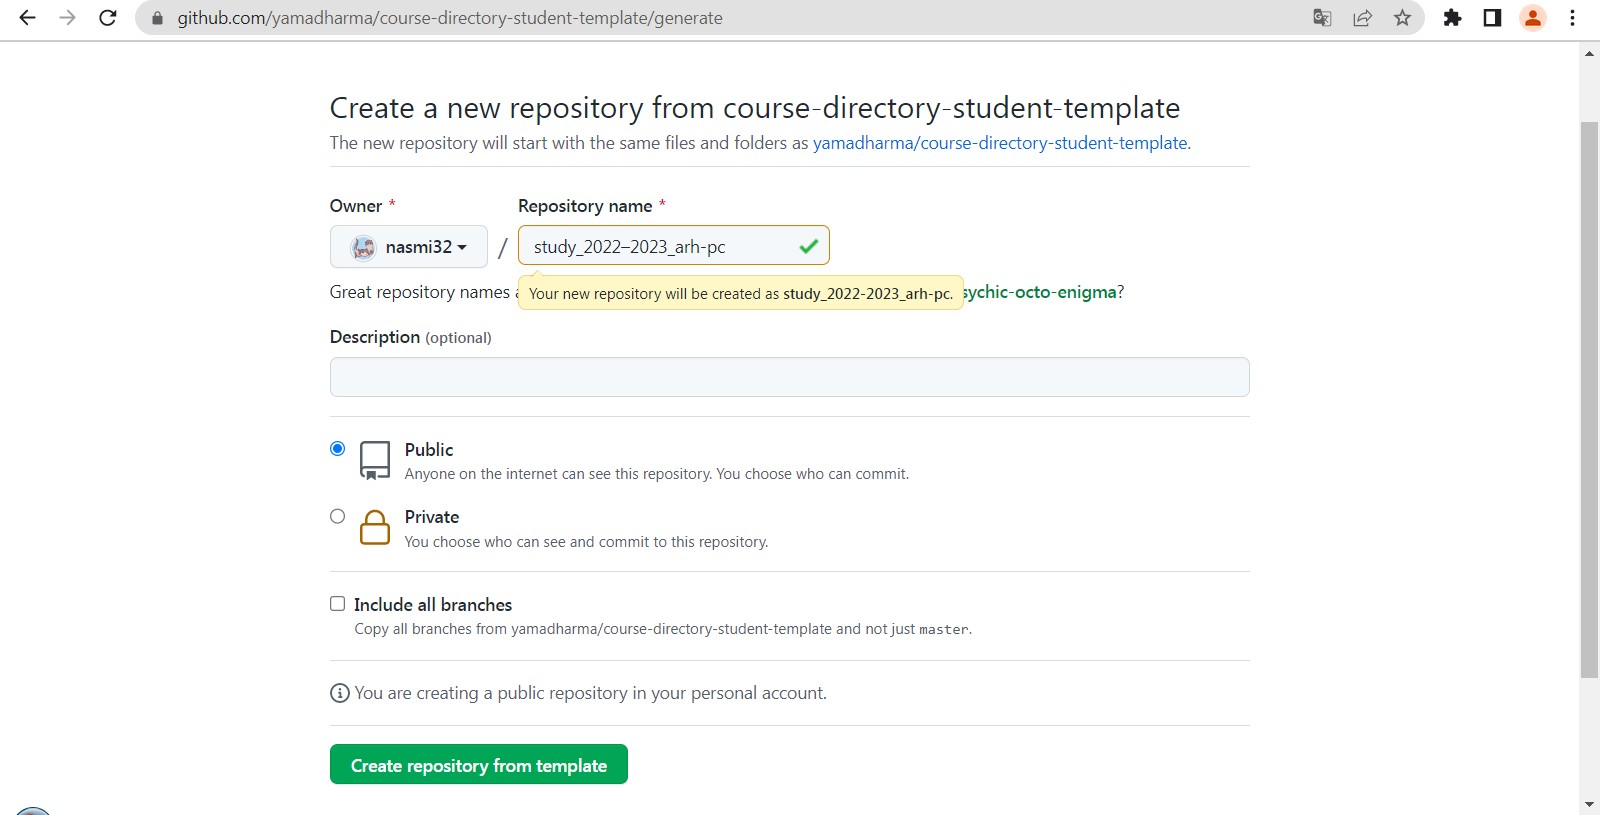 github.com/yamadharma/course-directory-student-template/generate
Create a new repository from course-directory-student-template
The new repository will start with the same files and folders as yamadharma/course-directory-student-template.
Owner * Repository name *
nasmi32 / study_2022–2023_arh-pc
Your new repository will be created as study_2022-2023_arh-pc.
Great repository names sychic-octo-enigma?
Description (optional)
Public
Anyone on the internet can see this repository. You choose who can commit.
Private
You choose who can see and commit to this repository.
Include all branches
Copy all branches from yamadharma/course-directory-student-template and not just master.
You are creating a public repository in your personal account.
Create repository from template